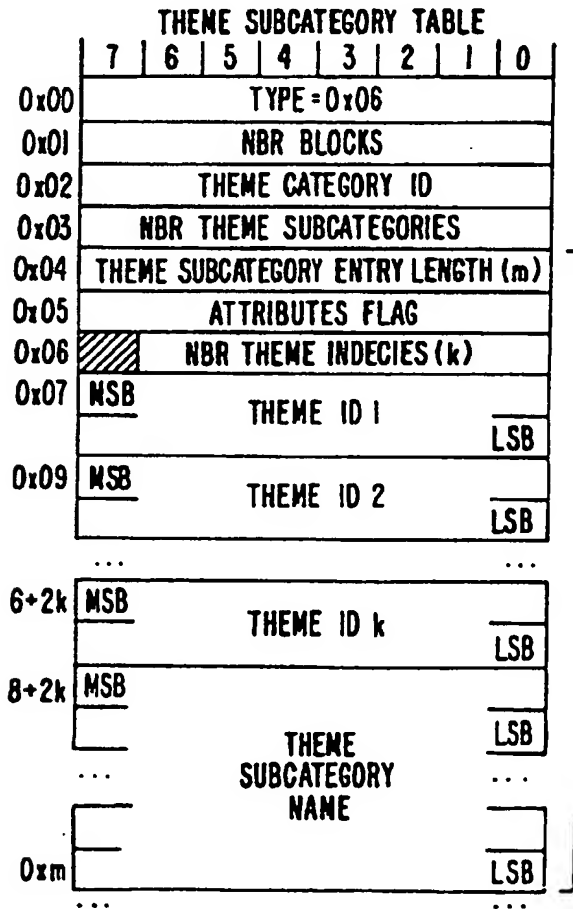 THEME SUBCATEGORY TABLE
7 6 5 4 3 2 1 0
0x00 TYPE=0x06
0x01 NBR BLOCKS
0x02 THEME CATEGORY ID
0x03 NBR THEME SUBCATEGORIES
0x04 THEME SUBCATEGORY ENTRY LENGTH (m)
0x05 ATTRIBUTES FLAG
0x06 NBR THEME INDECIES (k)
0x07 MSB
THEME ID 1
LSB
0x09 MSB
THEME ID 2
LSB
... ...
6+2k MSB
THEME ID k
LSB
8+2k MSB
LSB
THEME
... SUBCATEGORY ...
NAME
0xm LSB
... ...